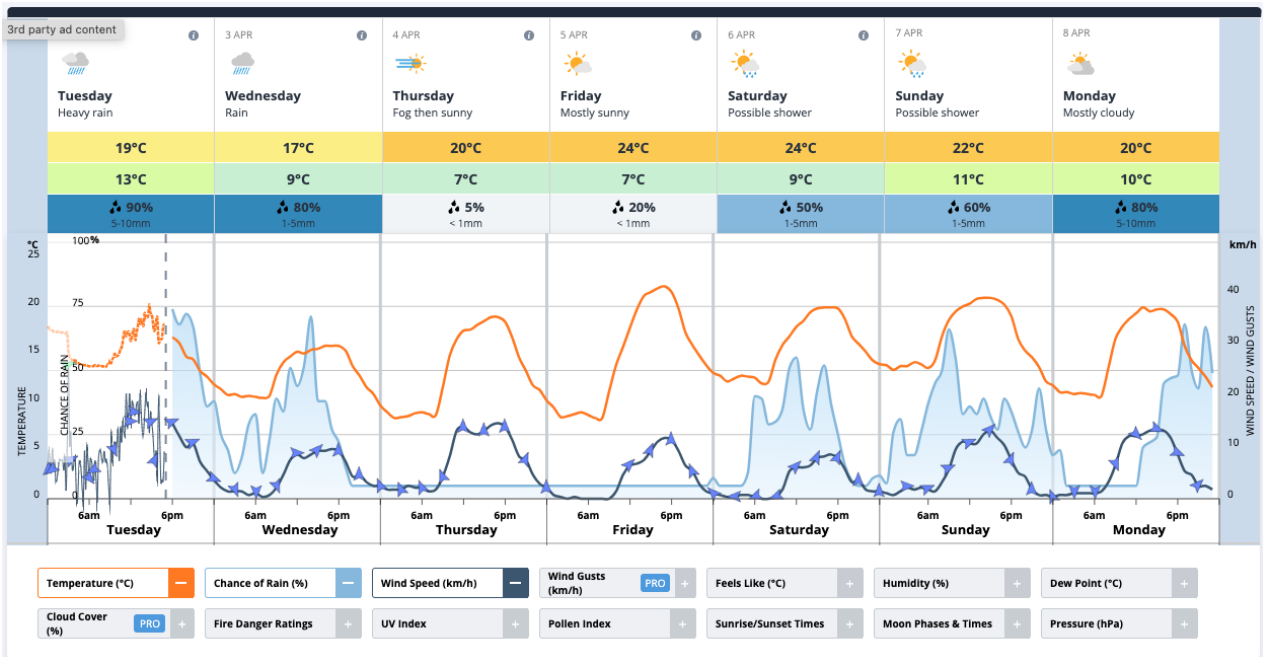 3rd party ad content
3 APR
4 APR
5 APR
6 APR
7 APR
8 APR
Tuesday
Wednesday
Thursday
Friday
Saturday
Sunday
Monday
Heavy rain
Rain
Fog then sunny
Mostly sunny
Possible shower
Possible shower
Mostly cloudy
19°C 17°C 20°C 24°C 24°C 22°C 20°C
13°C 9°C 7°C 7°C 9°C 11°C 10°C
90% 80% 5% 20% 50% 60% 80%
5-10mm 1-5mm < 1mm < 1mm 1-5mm 1-5mm 5-10mm
°C
25
20
15
10
5
0
TEMPERATURE
100%
75
50
25
0
CHANCE OF RAIN
km/h
40
30
20
10
0
WIND SPEED / WIND GUSTS
6am 6pm 6am 6pm 6am 6pm 6am 6pm 6am 6pm 6am 6pm 6am 6pm
Tuesday Wednesday Thursday Friday Saturday Sunday Monday
Temperature (°C)
Chance of Rain (%)
Wind Speed (km/h)
Wind Gusts
(km/h)
PRO
Feels Like (°C)
Humidity (%)
Dew Point (°C)
Cloud Cover
(%)
PRO
Fire Danger Ratings
UV Index
Pollen Index
Sunrise/Sunset Times
Moon Phases & Times
Pressure (hPa)